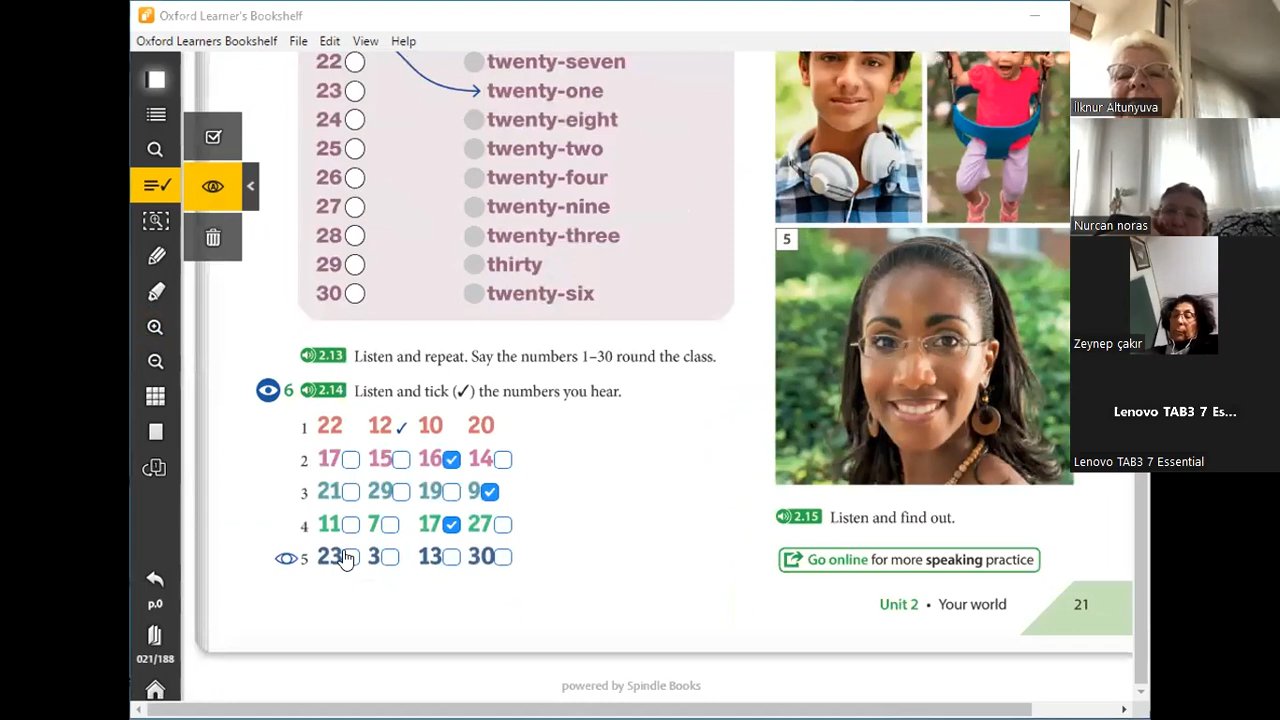 Oxford Learner's Bookshelf
Oxford Learners Bookshelf File Edit View Help
22 twenty-seven
23 twenty-one
24 twenty-eight
25 twenty-two
26 twenty-four
27 twenty-nine
28 twenty-three
29 thirty
30 twenty-six
2.13 Listen and repeat. Say the numbers 1–30 round the class.
6 2.14 Listen and tick (✓) the numbers you hear.
1 22 12 ✓ 10 20
2 17 15 16 14
3 21 29 19 9
4 11 7 17 27
5 23 3 13 30
5
2.15 Listen and find out.
Go online for more speaking practice
Unit 2 • Your world 21
p.0
021/188
powered by Spindle Books
İlknur Altunyuva
Nurcan noras
Zeynep çakır
Lenovo TAB3 7 Es...
Lenovo TAB3 7 Essential